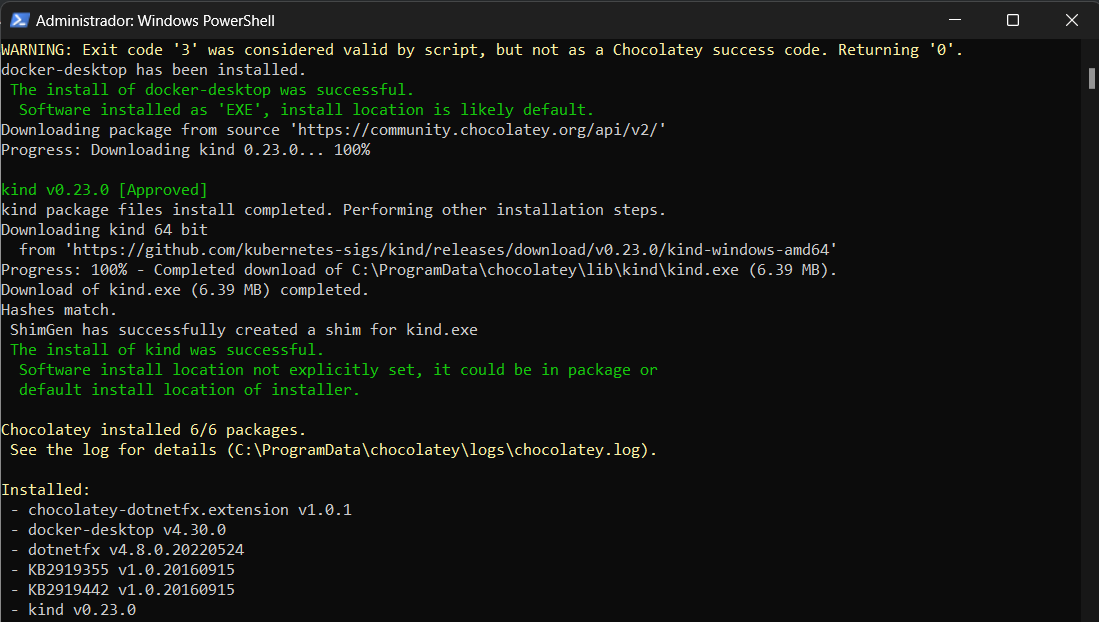 Administrador: Windows PowerShell
WARNING: Exit code '3' was considered valid by script, but not as a Chocolatey success code. Returning '0'.
docker-desktop has been installed.
The install of docker-desktop was successful.
Software installed as 'EXE', install location is likely default.
Downloading package from source 'https://community.chocolatey.org/api/v2/'
Progress: Downloading kind 0.23.0... 100%
kind v0.23.0 [Approved]
kind package files install completed. Performing other installation steps.
Downloading kind 64 bit
from 'https://github.com/kubernetes-sigs/kind/releases/download/v0.23.0/kind-windows-amd64'
Progress: 100% - Completed download of C:\ProgramData\chocolatey\lib\kind\kind.exe (6.39 MB).
Download of kind.exe (6.39 MB) completed.
Hashes match.
ShimGen has successfully created a shim for kind.exe
The install of kind was successful.
Software install location not explicitly set, it could be in package or
default install location of installer.
Chocolatey installed 6/6 packages.
See the log for details (C:\ProgramData\chocolatey\logs\chocolatey.log).
Installed:
- chocolatey-dotnetfx.extension v1.0.1
- docker-desktop v4.30.0
- dotnetfx v4.8.0.20220524
- KB2919355 v1.0.20160915
- KB2919442 v1.0.20160915
- kind v0.23.0